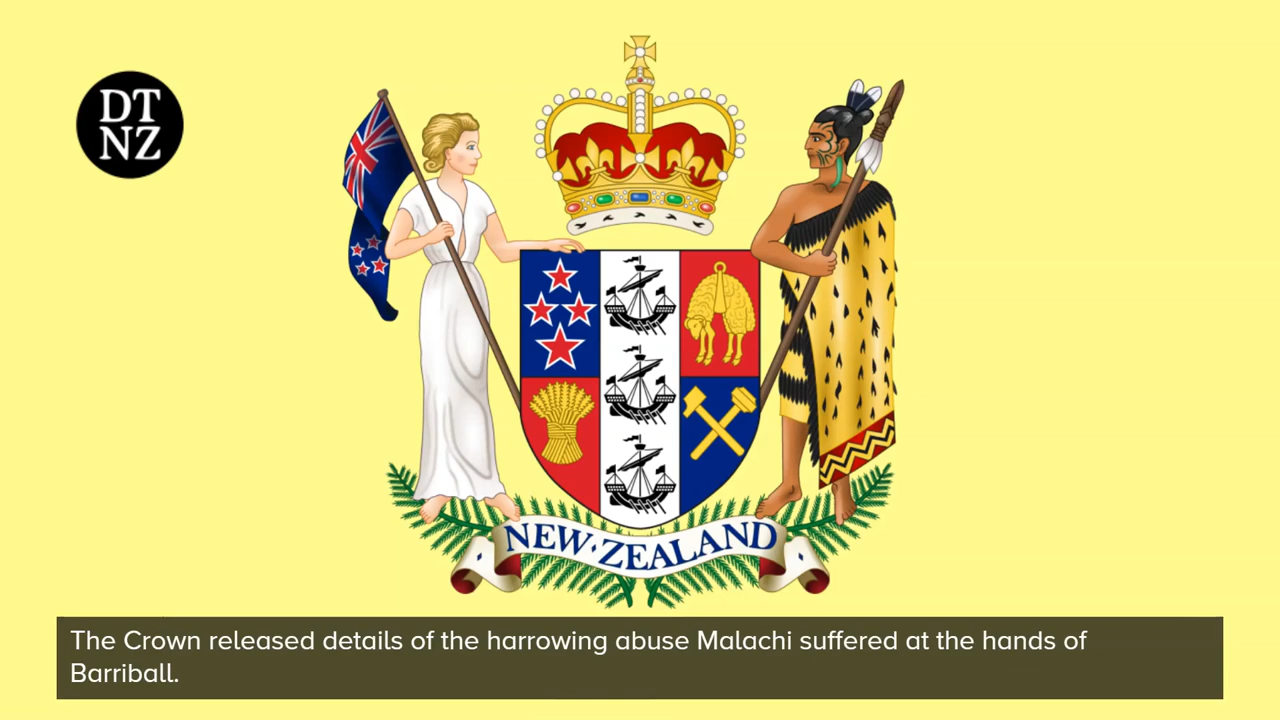 DT
NZ
NEW·ZEALAND
The Crown released details of the harrowing abuse Malachi suffered at the hands of
Barriball.